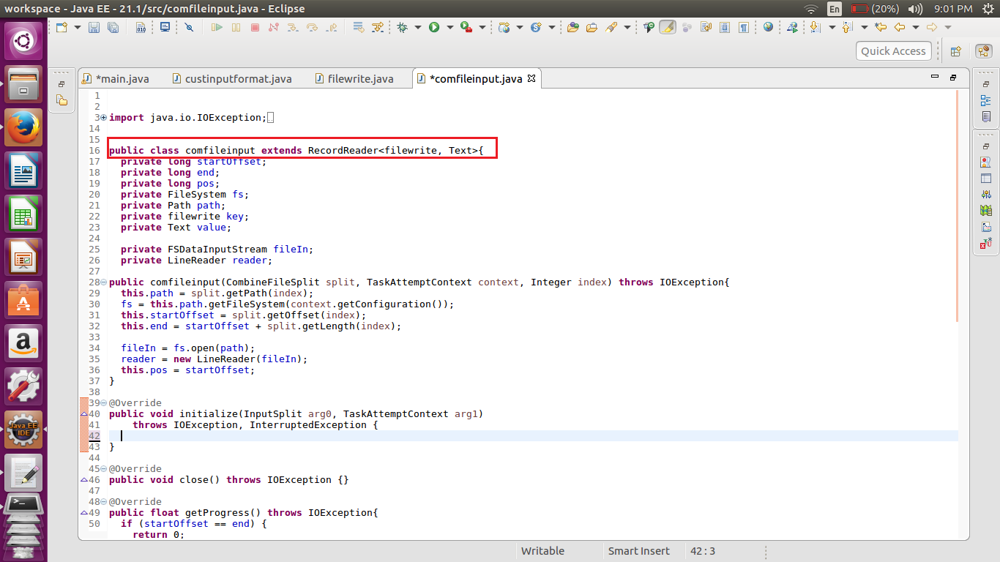 workspace - Java EE - 21.1/src/comfileinput.java - Eclipse
En
(20%)
9:01 PM
Quick Access
*main.java
custinputformat.java
filewrite.java
*comfileinput.java
1
2
3 import java.io.IOException;
14
15
16 public class comfileinput extends RecordReader<filewrite, Text>{
17 private long startOffset;
18 private long end;
19 private long pos;
20 private FileSystem fs;
21 private Path path;
22 private filewrite key;
23 private Text value;
24
25 private FSDataInputStream fileIn;
26 private LineReader reader;
27
28 public comfileinput(CombineFileSplit split, TaskAttemptContext context, Integer index) throws IOException{
29 this.path = split.getPath(index);
30 fs = this.path.getFileSystem(context.getConfiguration());
31 this.startOffset = split.getOffset(index);
32 this.end = startOffset + split.getLength(index);
33
34 fileIn = fs.open(path);
35 reader = new LineReader(fileIn);
36 this.pos = startOffset;
37 }
38
39 @Override
40 public void initialize(InputSplit arg0, TaskAttemptContext arg1)
41 throws IOException, InterruptedException {
42
43 }
44
45 @Override
46 public void close() throws IOException {}
47
48 @Override
49 public float getProgress() throws IOException{
50 if (startOffset == end) {
return 0;
Java EE
IDE
Writable
Smart Insert
42 : 3